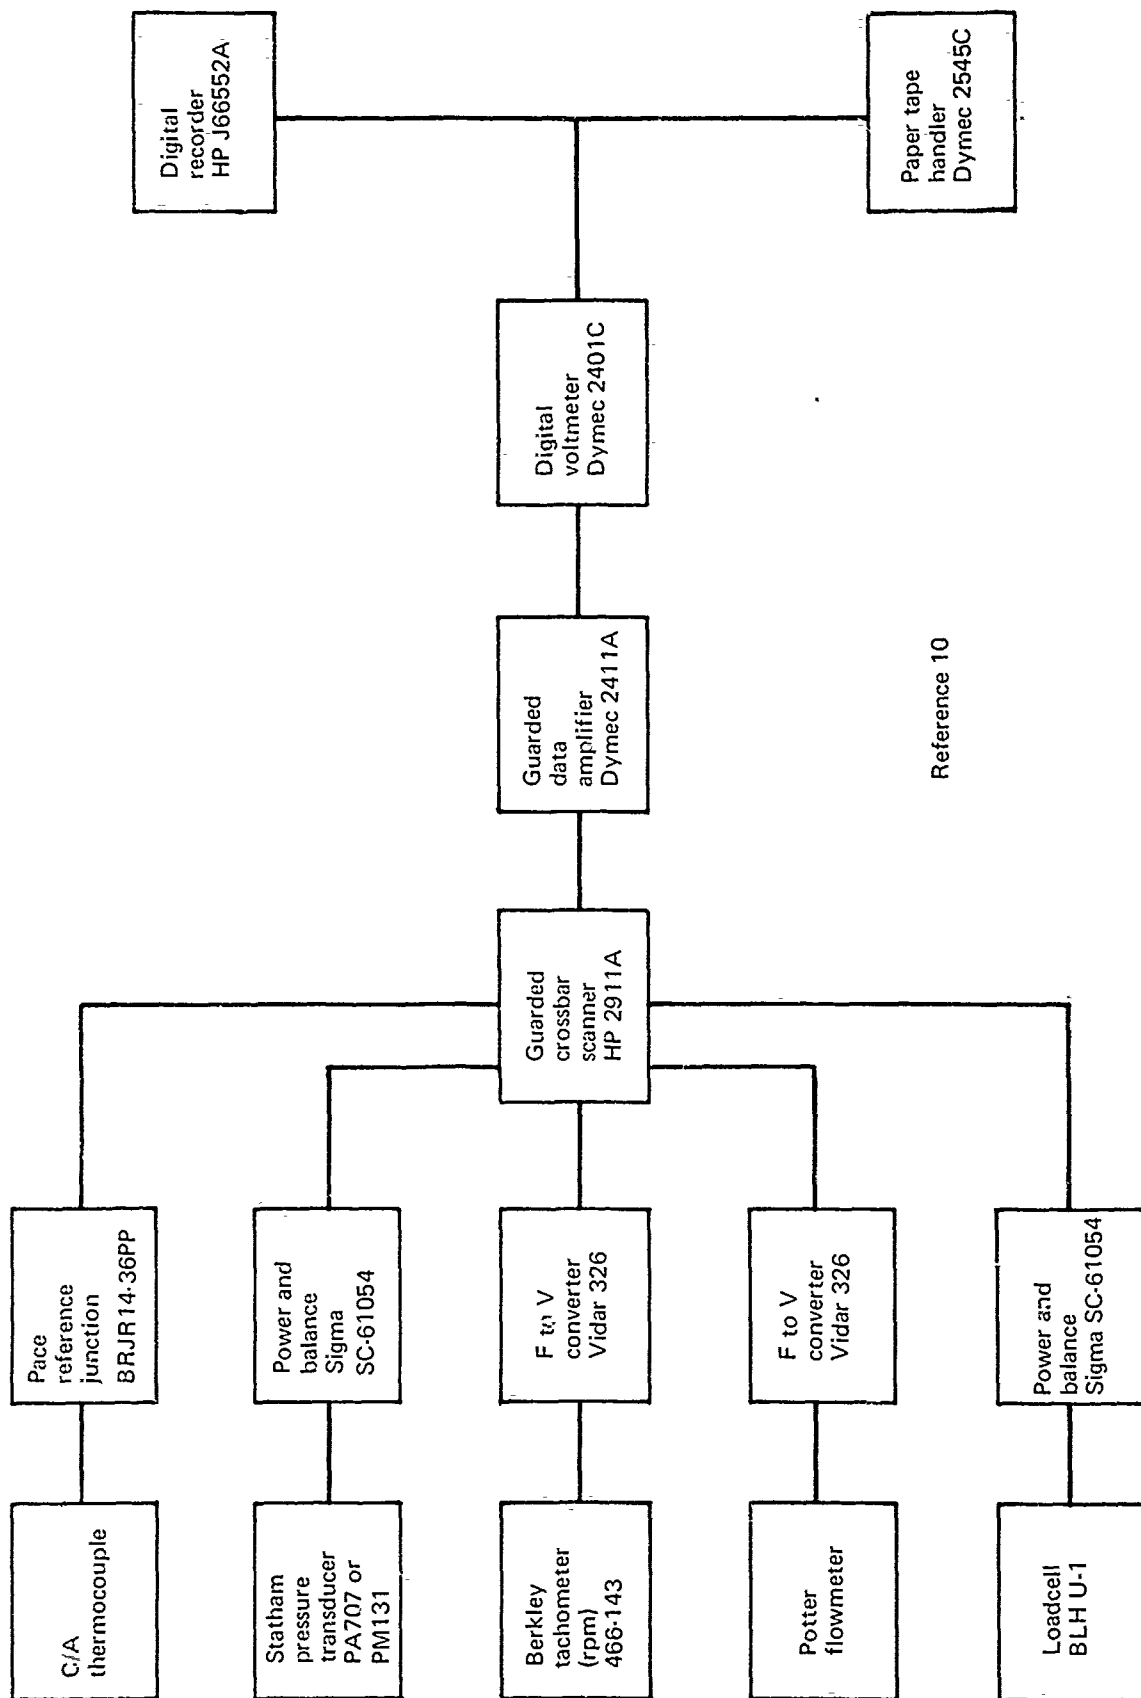 C/A
thermocouple
Pace
reference
junction
BRJR14-36PP
Statham
pressure
transducer
PA707 or
PM131
Power and
balance
Sigma
SC-61054
Berkley
tachometer
(rpm)
466-143
F to V
converter
Vidar 326
Potter
flowmeter
F to V
converter
Vidar 326
Loadcell
BLH U-1
Power and
balance
Sigma SC-61054
Guarded
crossbar
scanner
HP 2911A
Guarded
data
amplifier
Dymec 2411A
Digital
voltmeter
Dymec 2401C
Digital
recorder
HP J66552A
Paper tape
handler
Dymec 2545C
Reference 10